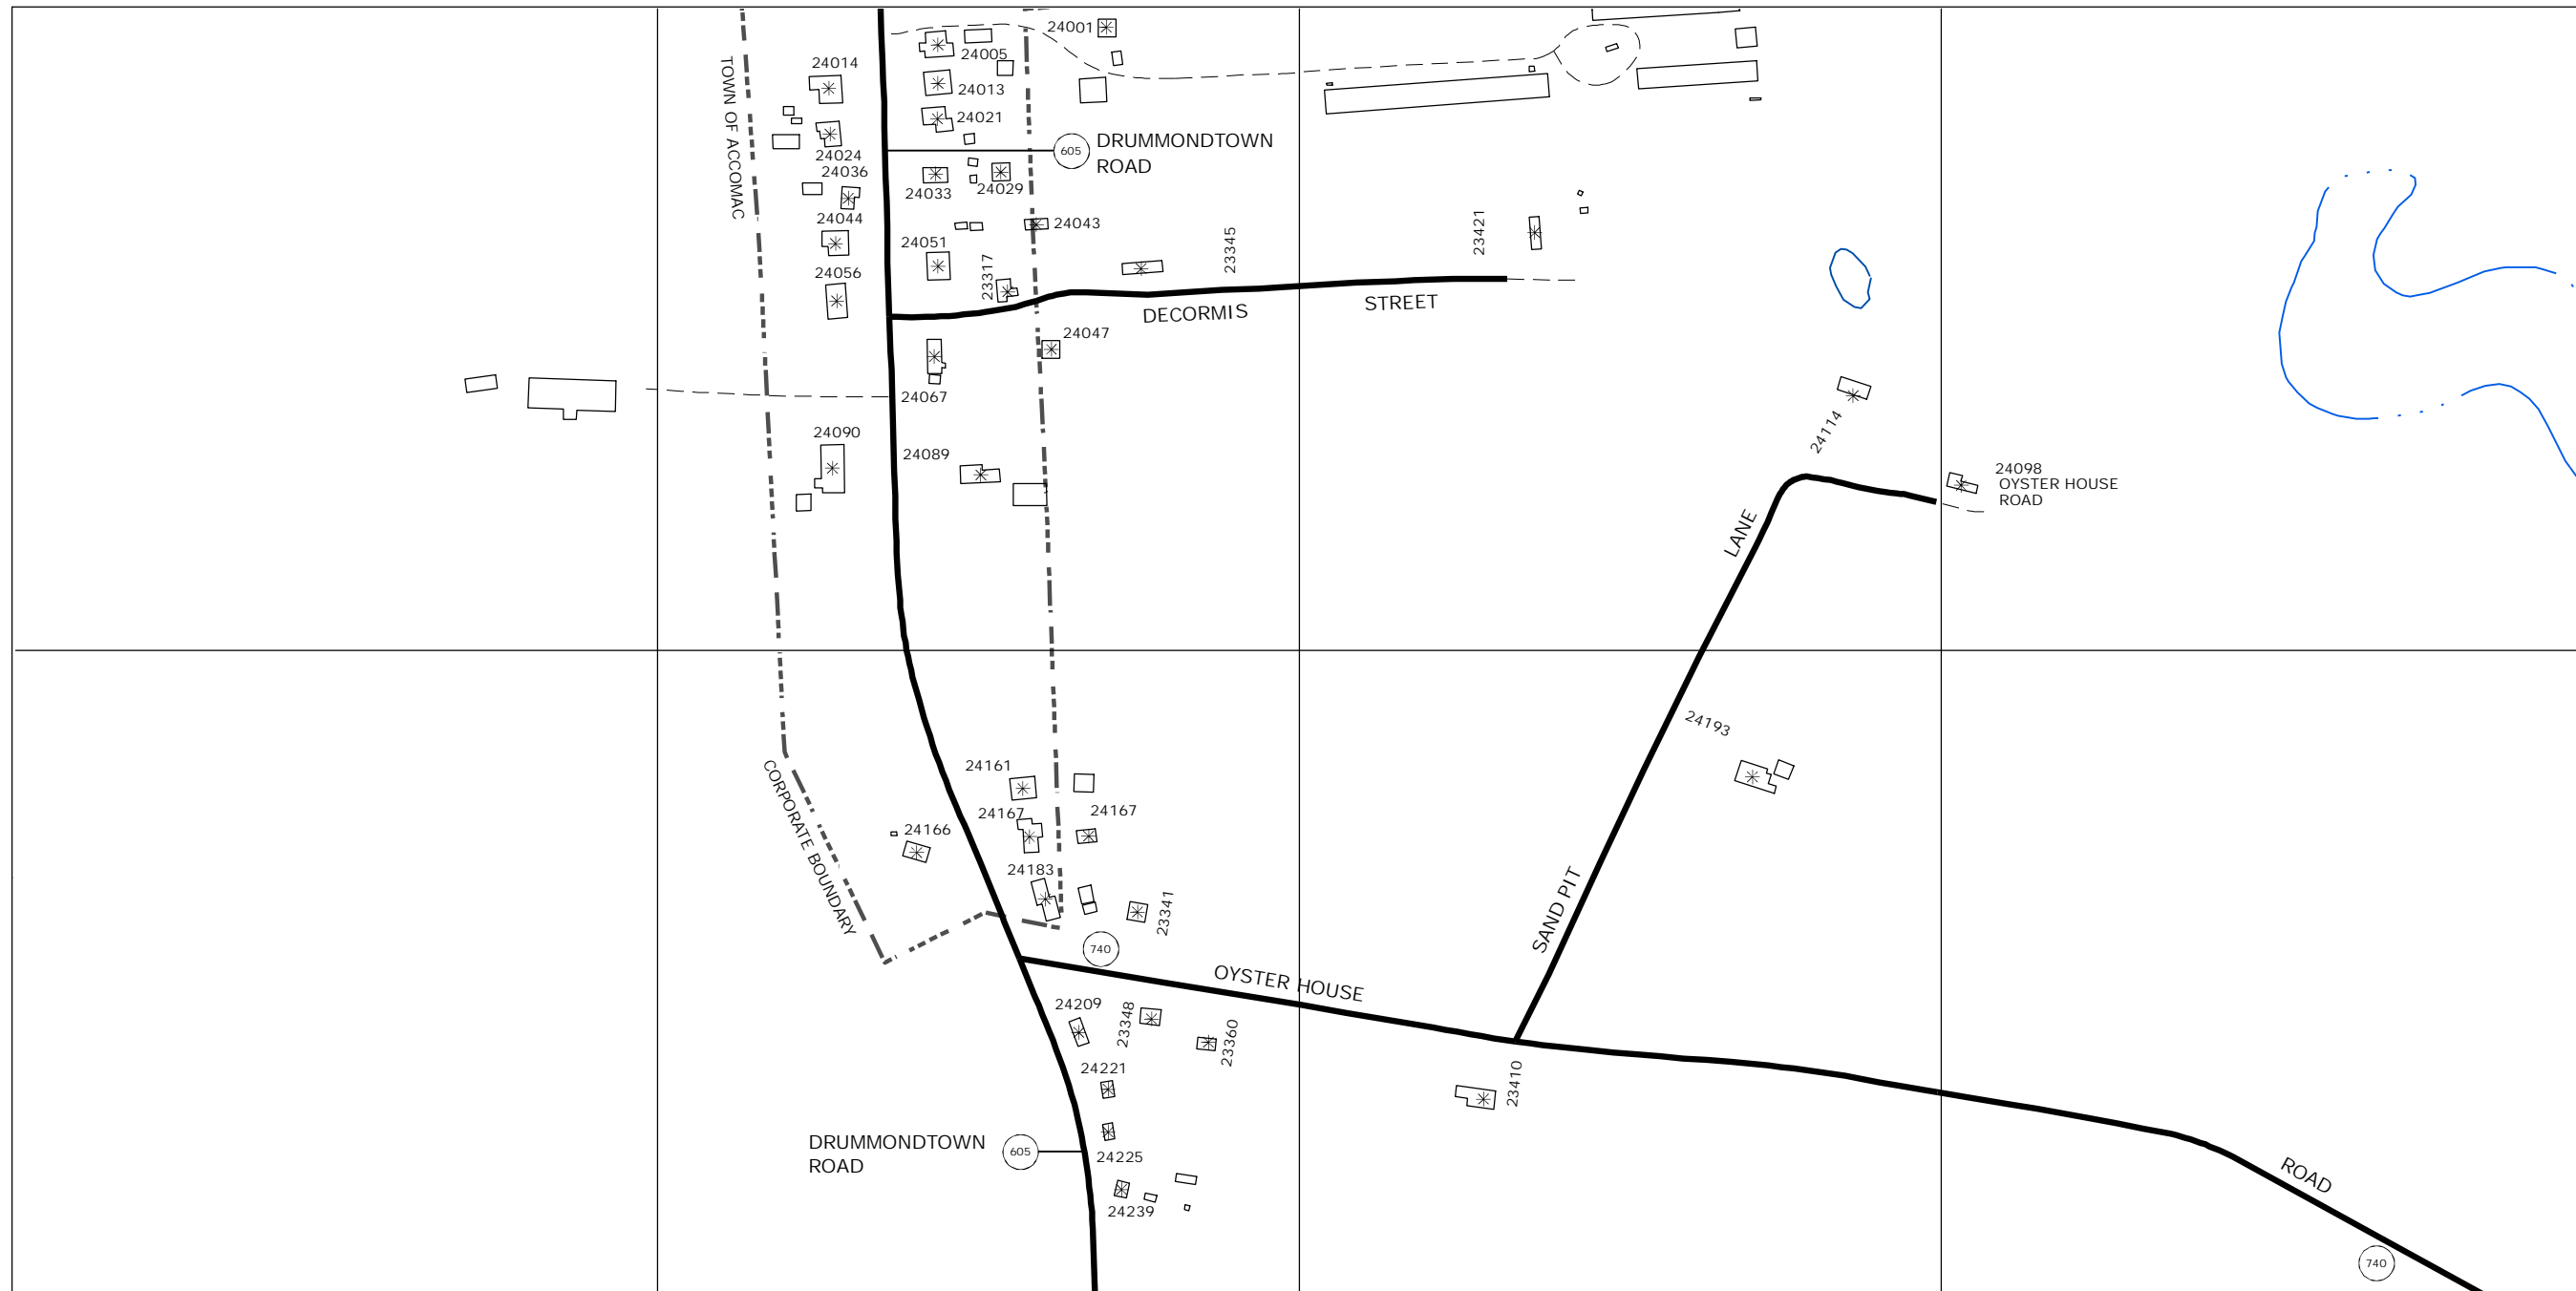 24001
24005
24014
TOWN OF ACCOMAC
24013
24021
605
DRUMMONDTOWN
ROAD
24024
24036
24033
24029
24044
24043
24051
23345
23421
24056
23317
DECORMIS
STREET
24047
24067
24114
24090
24089
24098
OYSTER HOUSE
ROAD
LANE
24193
24161
CORPORATE BOUNDARY
24167
24167
24166
24183
23341
SAND PIT
740
OYSTER HOUSE
24209
23348
23360
24221
23410
DRUMMONDTOWN
ROAD
605
24225
ROAD
24239
740